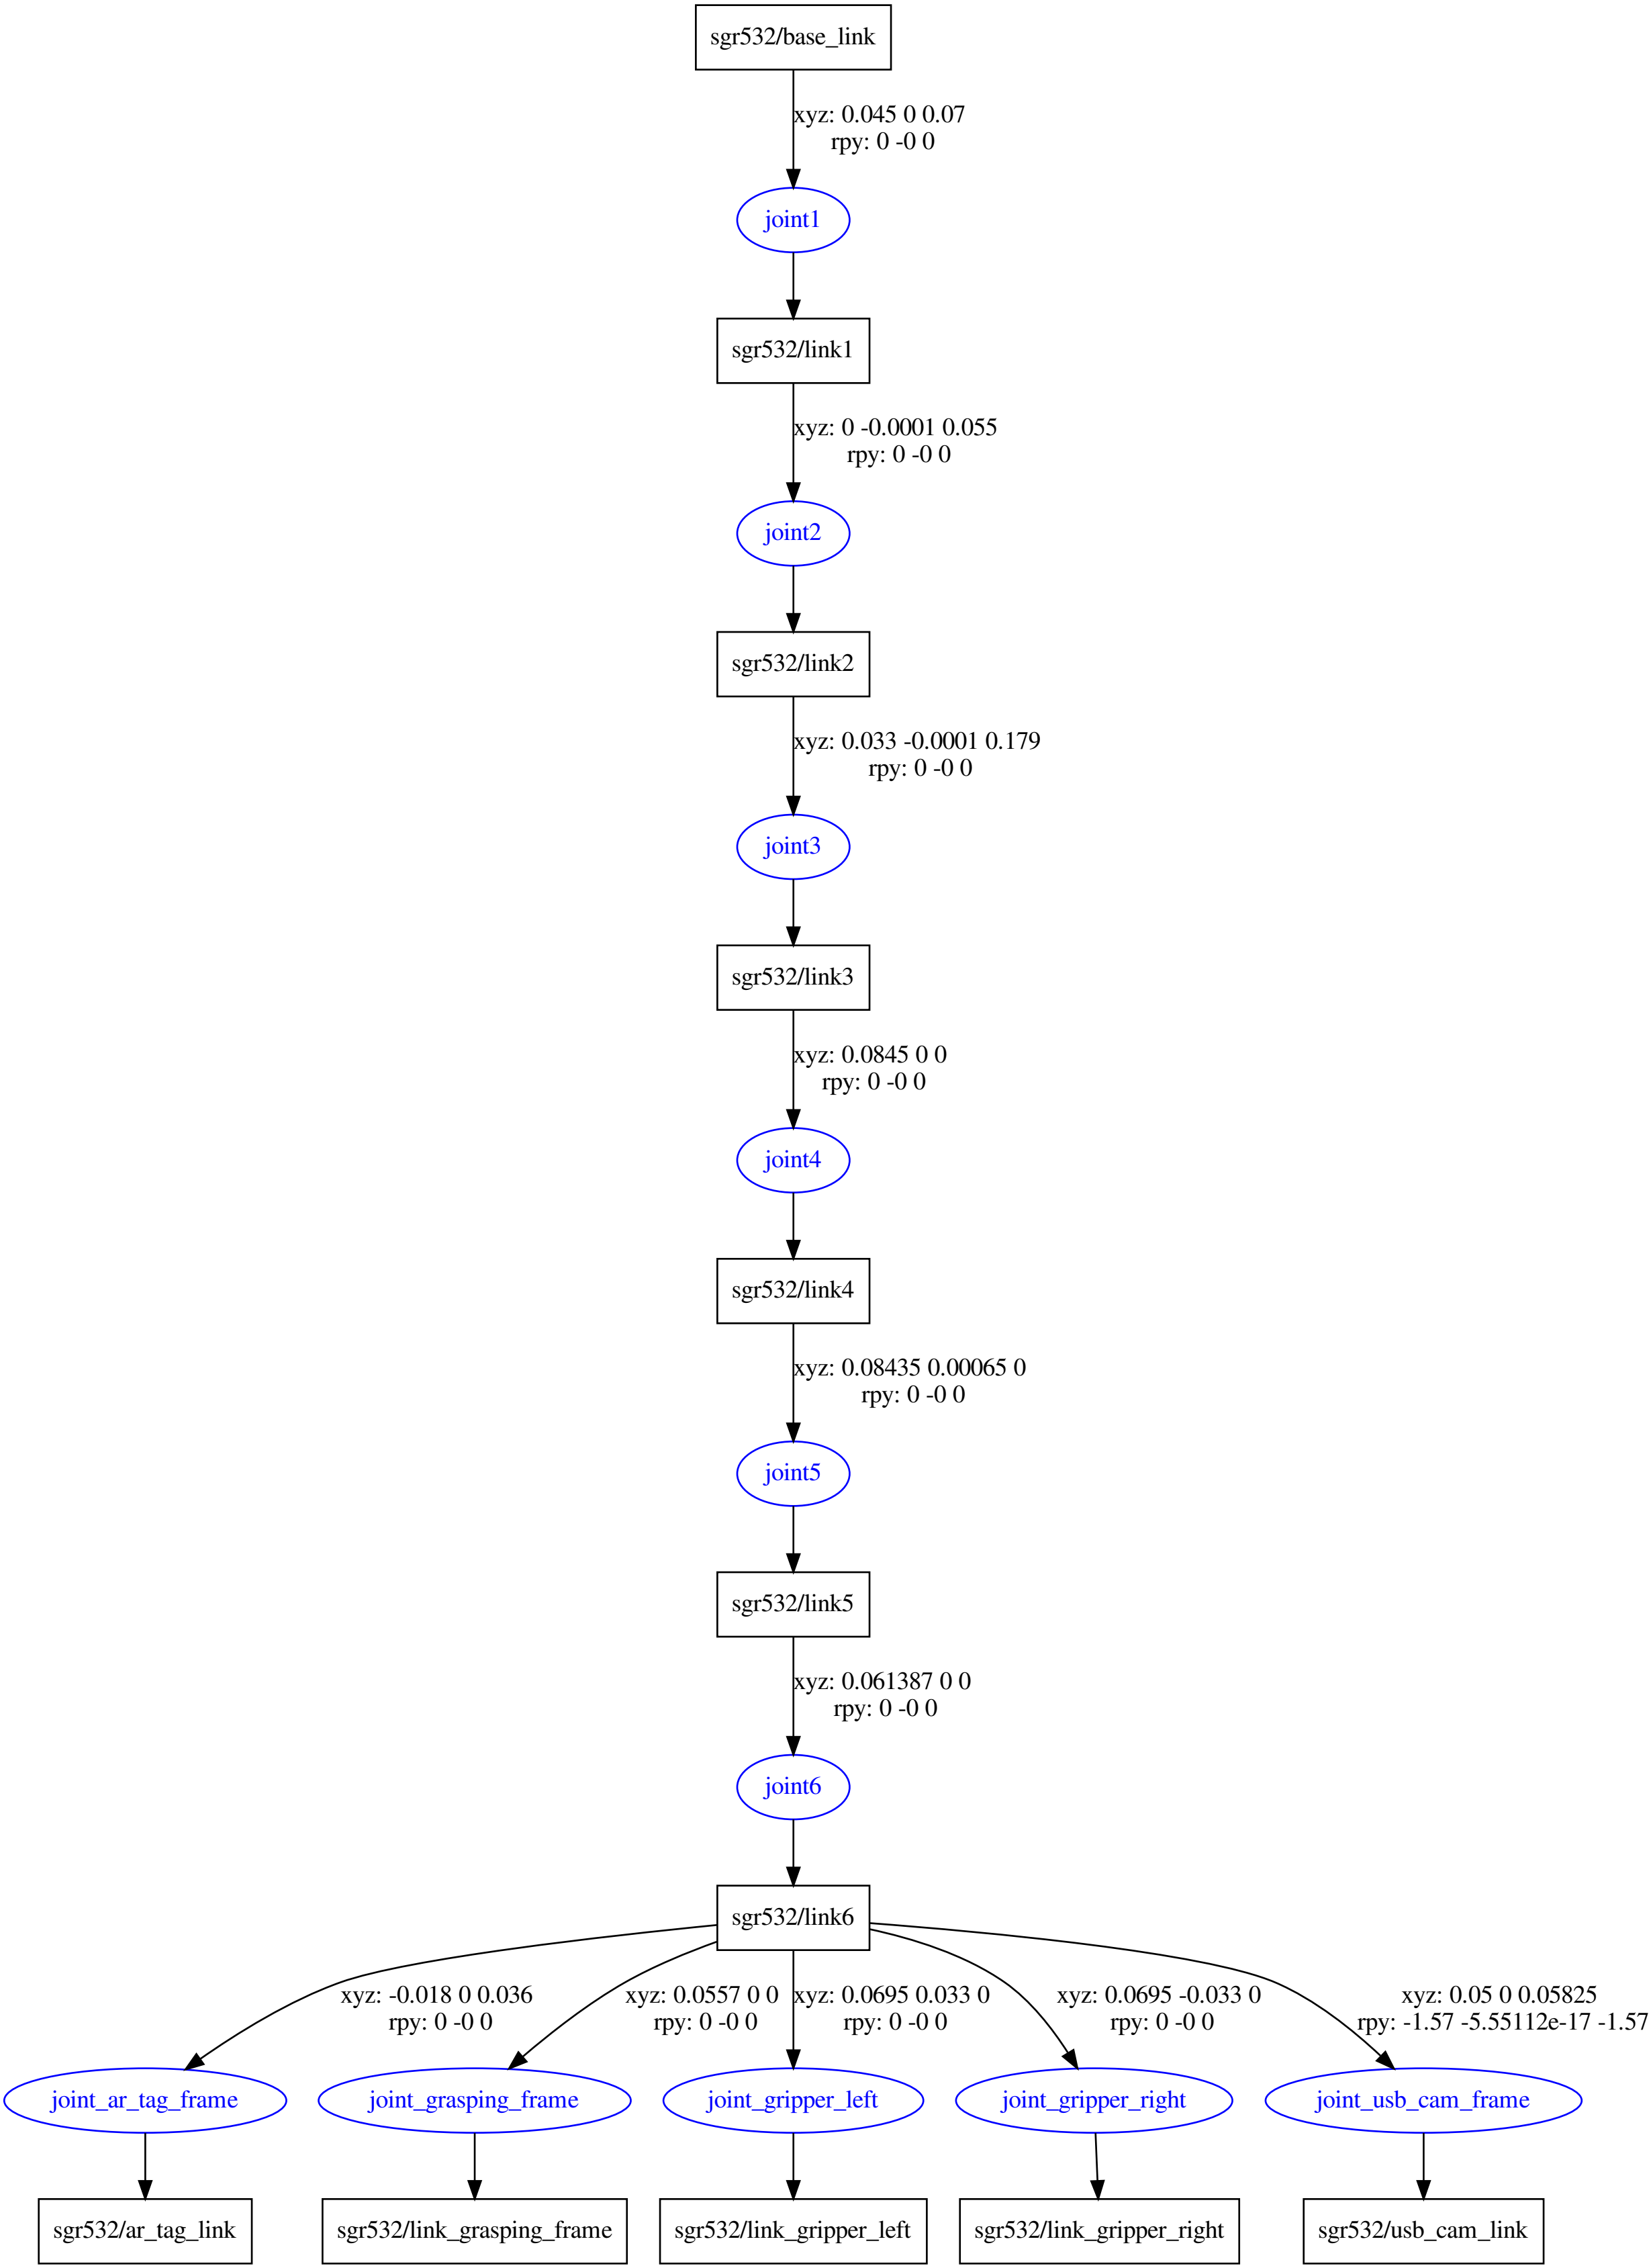 sgr532/base_link
xyz: 0.045 0 0.07
rpy: 0 -0 0
joint1
sgr532/link1
xyz: 0 -0.0001 0.055
rpy: 0 -0 0
joint2
sgr532/link2
xyz: 0.033 -0.0001 0.179
rpy: 0 -0 0
joint3
sgr532/link3
xyz: 0.0845 0 0
rpy: 0 -0 0
joint4
sgr532/link4
xyz: 0.08435 0.00065 0
rpy: 0 -0 0
joint5
sgr532/link5
xyz: 0.061387 0 0
rpy: 0 -0 0
joint6
sgr532/link6
xyz: -0.018 0 0.036
rpy: 0 -0 0
xyz: 0.0557 0 0
rpy: 0 -0 0
xyz: 0.0695 0.033 0
rpy: 0 -0 0
xyz: 0.0695 -0.033 0
rpy: 0 -0 0
xyz: 0.05 0 0.05825
rpy: -1.57 -5.55112e-17 -1.57
joint_ar_tag_frame
joint_grasping_frame
joint_gripper_left
joint_gripper_right
joint_usb_cam_frame
sgr532/ar_tag_link
sgr532/link_grasping_frame
sgr532/link_gripper_left
sgr532/link_gripper_right
sgr532/usb_cam_link